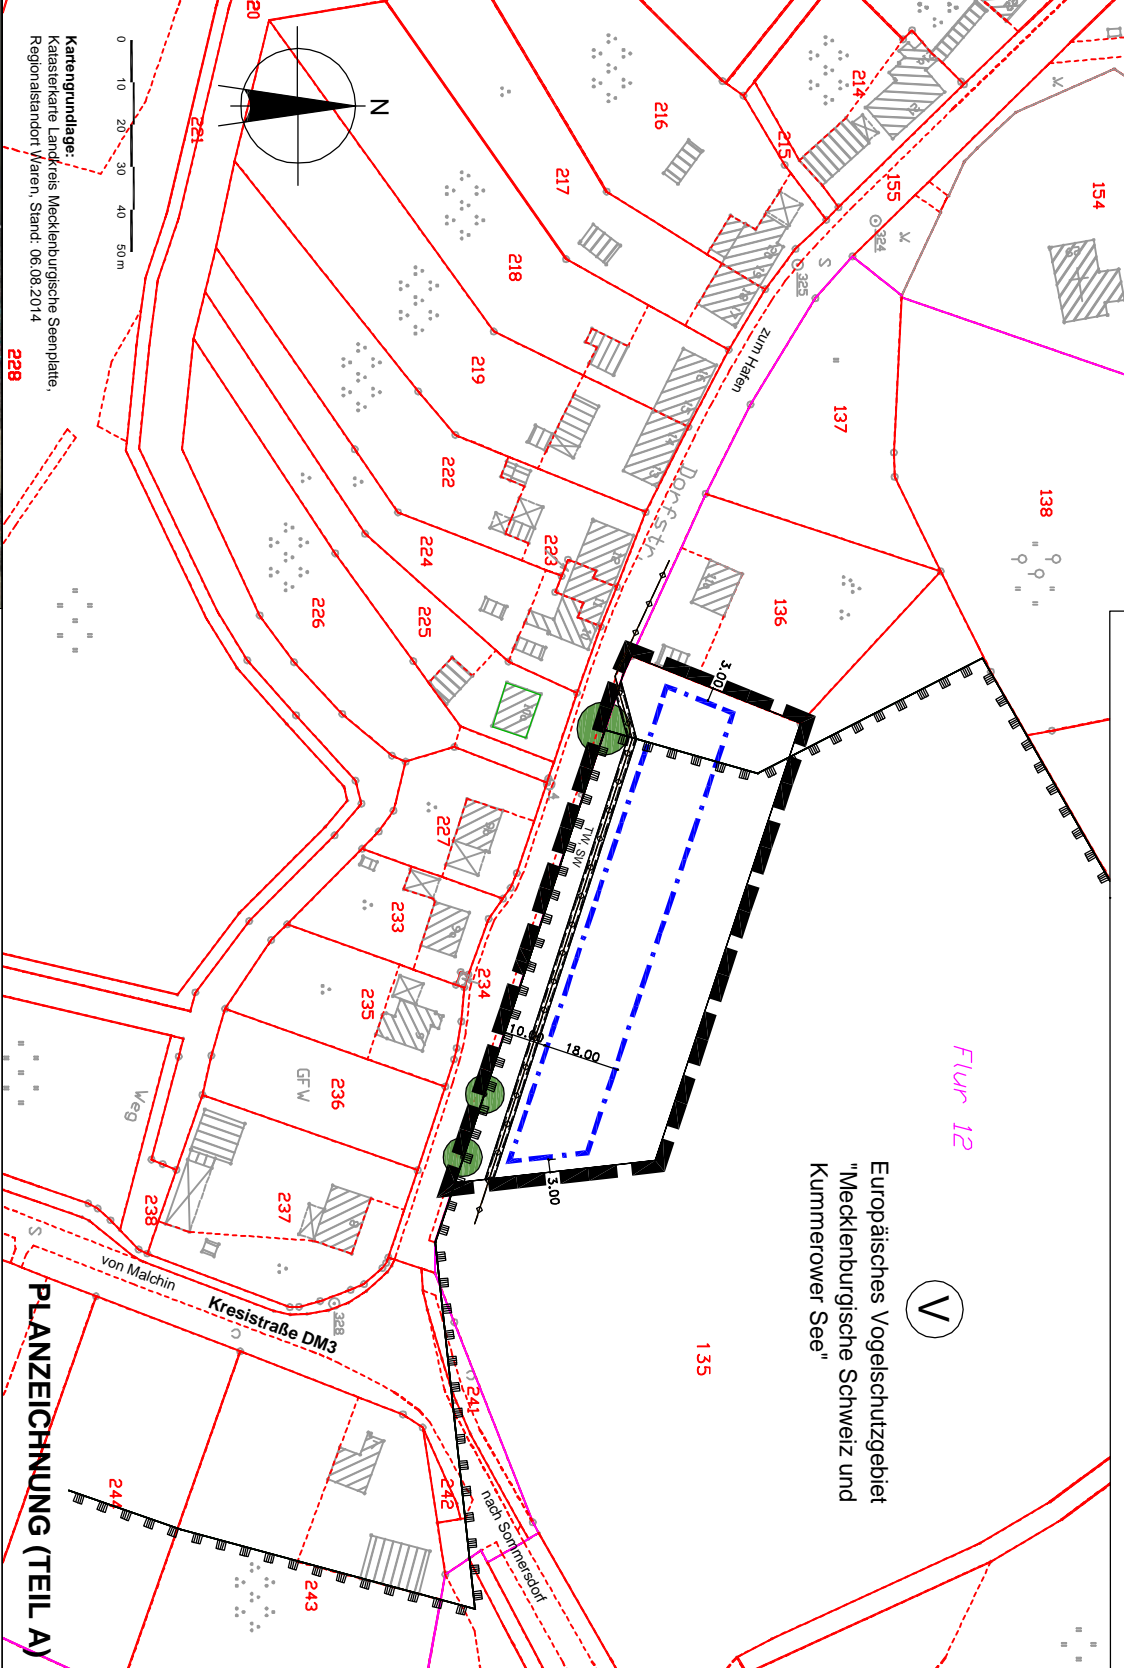 PLANZEICHNUNG (TEIL A)
Kartengrundlage:
Katasterkarte Landkreis Mecklenburgische Seenplatte,
Regionalstandort Waren, Stand: 06.08.2014
0 10 20 30 40 50 m
N
V
Europäisches Vogelschutzgebiet
"Mecklenburgische Schweiz und
Kummerower See"
Flur 12
zum Hafen
Dorfstr.
TW, SW
3.00
10.00
18.00
3.00
von Malchin
Kresistraße DM3
nach Sommersdorf
Weg
GFW
154
155
214
215
216
217
218
219
220
221
222
223
224
225
226
227
228
233
234
235
236
237
238
241
242
243
244
135
136
137
138
324
325
328